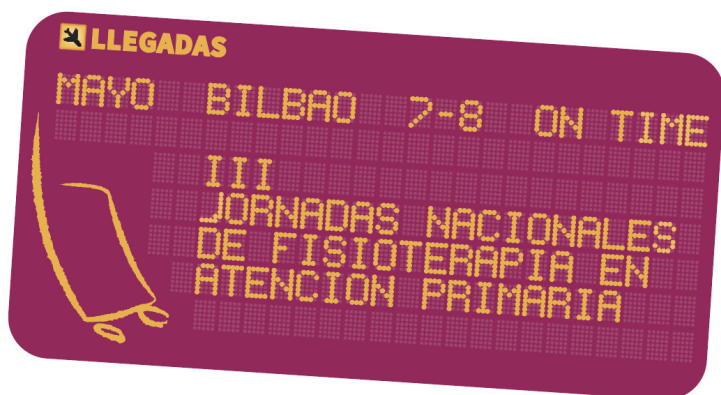 LLEGADAS
MAYO BILBAO 7-8 ON TIME
III
JORNADAS NACIONALES
DE FISIOTERAPIA EN
ATENCION PRIMARIA